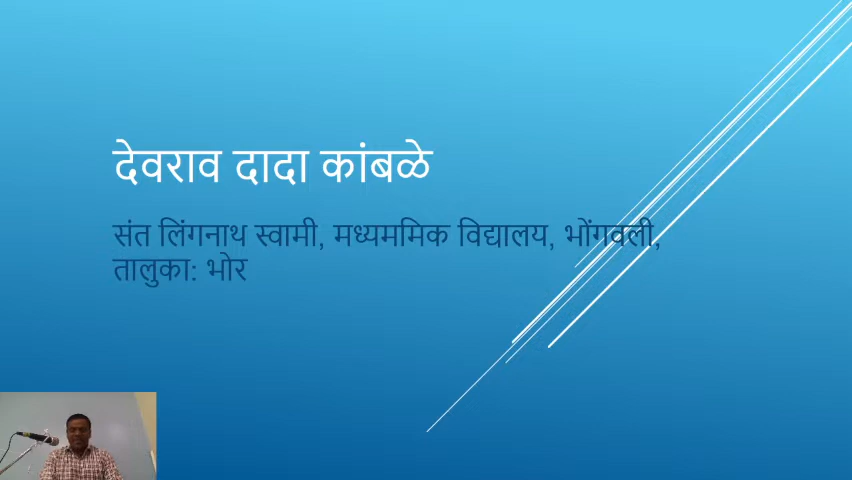 देवराव दादा कांबळे
संत लिंगनाथ स्वामी, मध्यममिक विद्यालय, भोंगवली,
तालुका: भोर